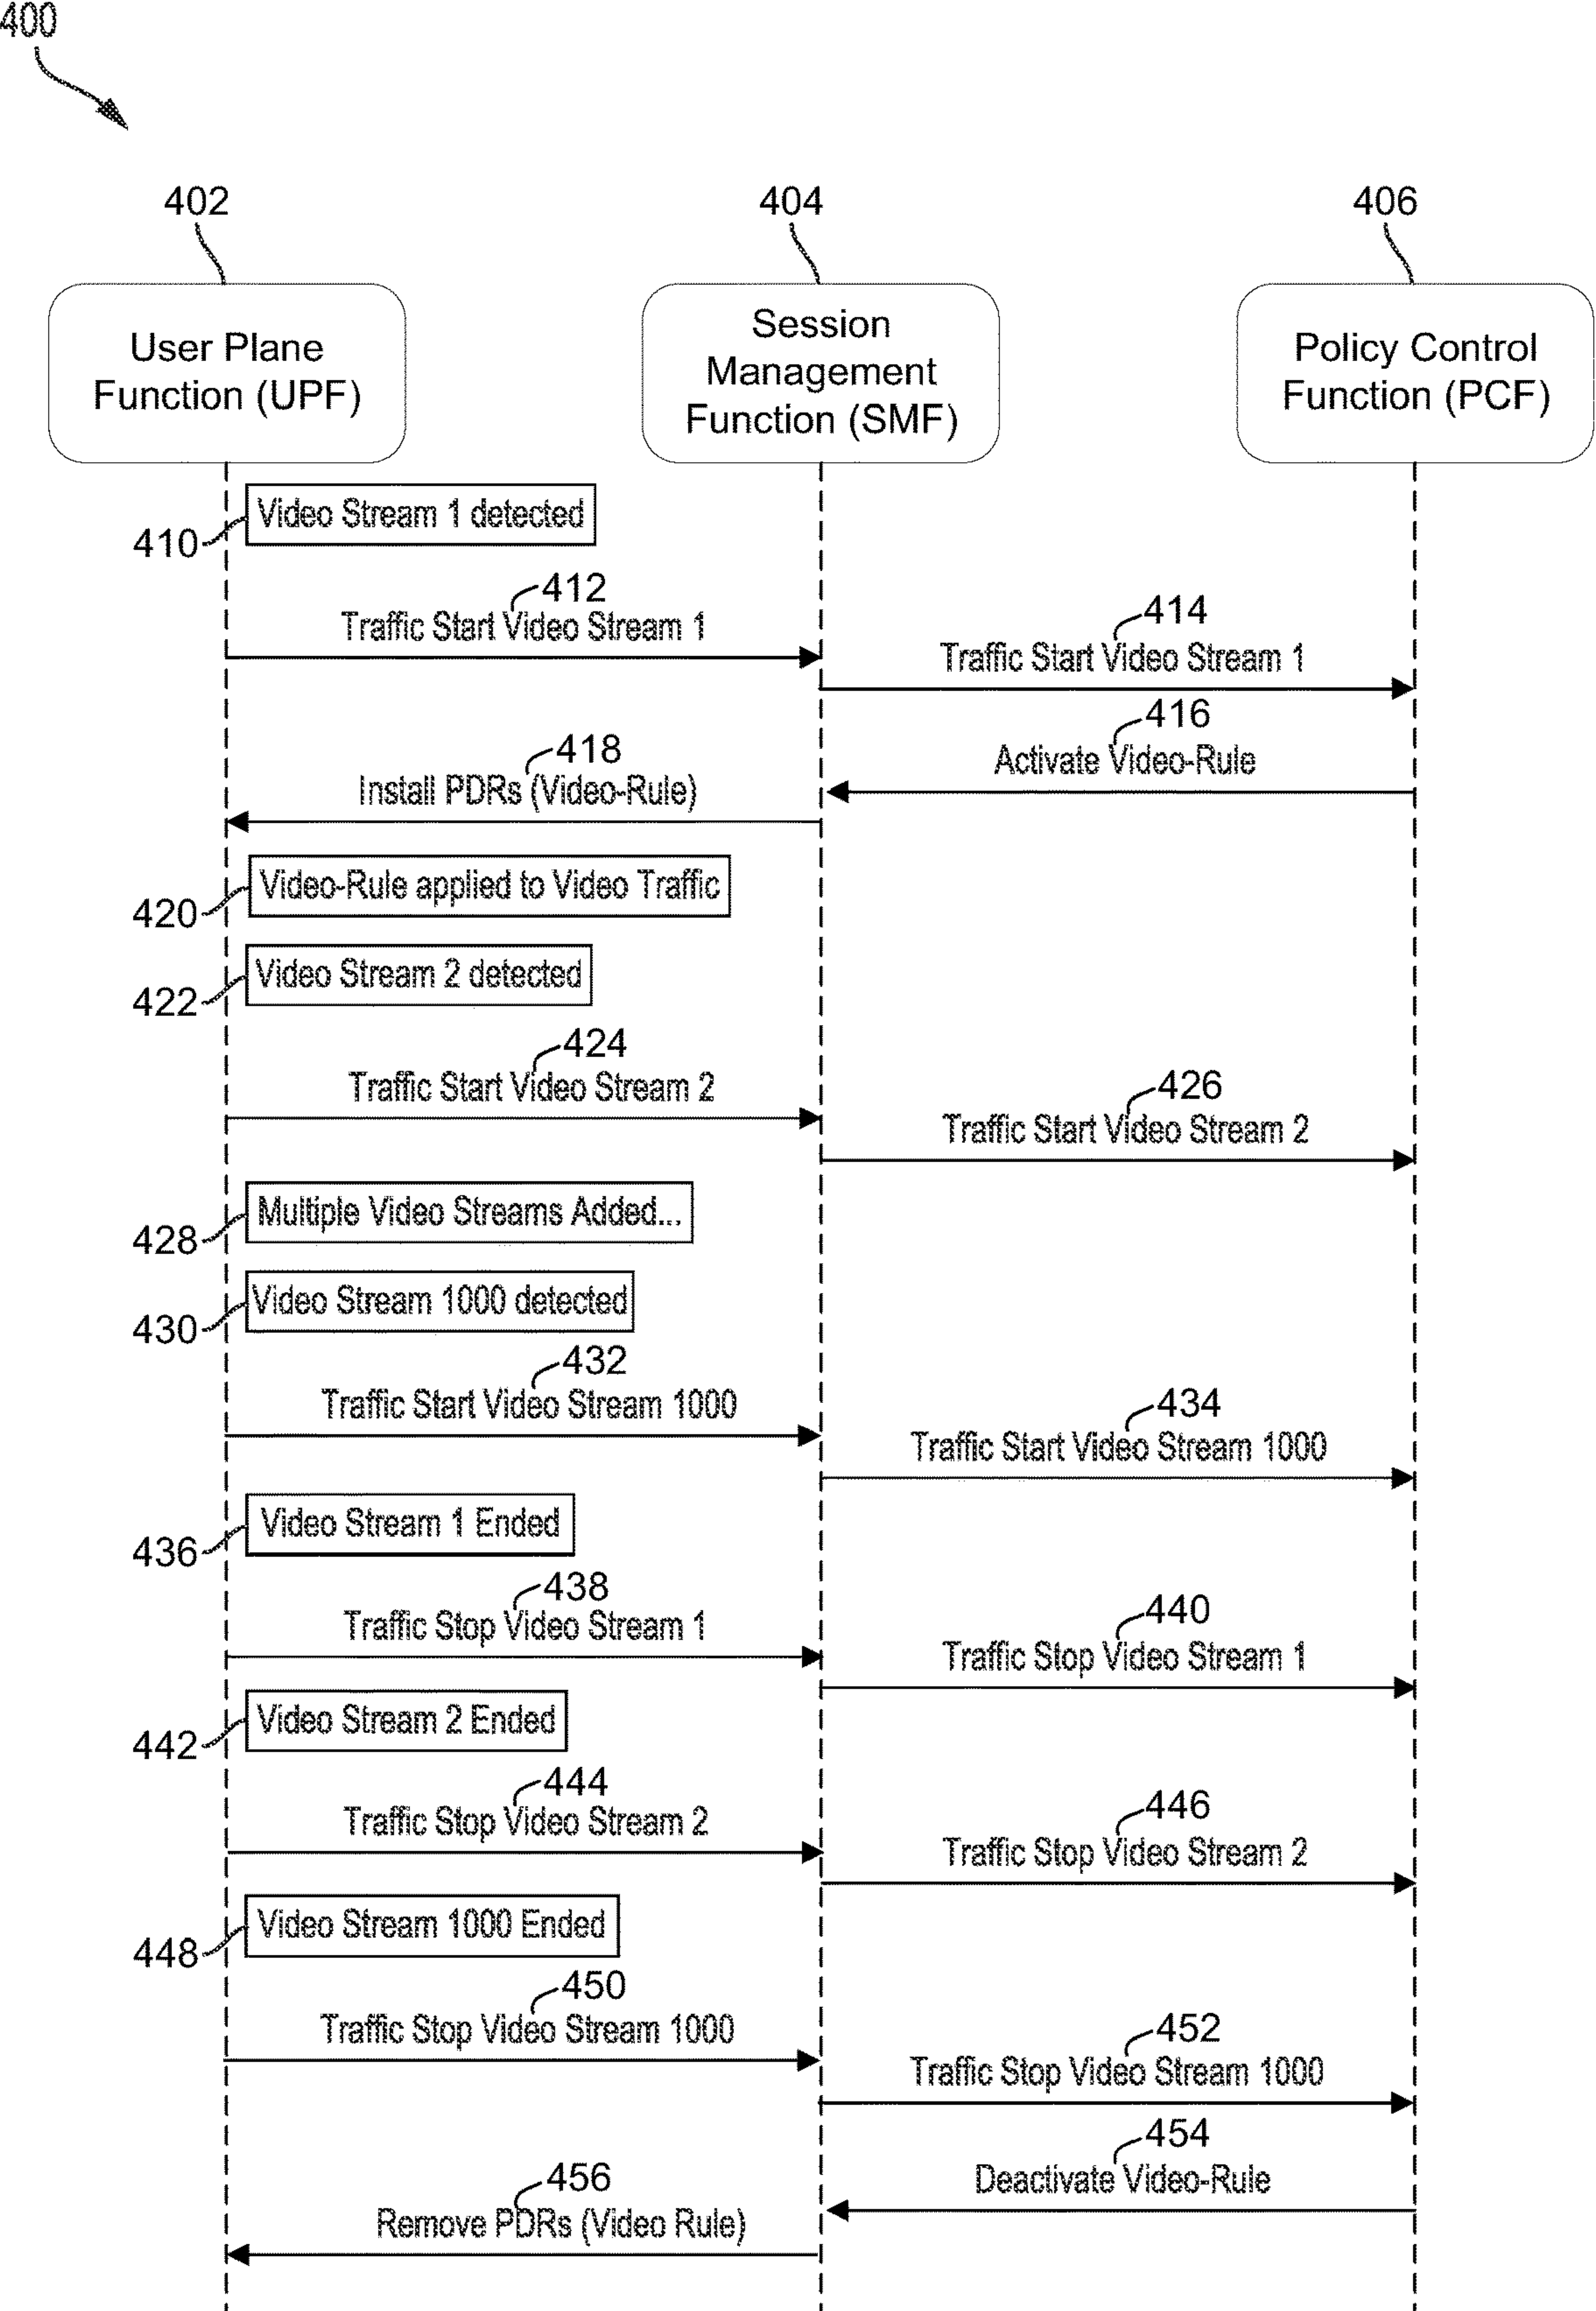 400
402
404
406
User Plane
Function (UPF)
Session
Management
Function (SMF)
Policy Control
Function (PCF)
Video Stream 1 detected
410
412
Traffic Start Video Stream 1
414
Traffic Start Video Stream 1
416
Activate Video-Rule
418
Install PDRs (Video-Rule)
Video-Rule applied to Video Traffic
420
Video Stream 2 detected
422
424
Traffic Start Video Stream 2
426
Traffic Start Video Stream 2
Multiple Video Streams Added...
428
Video Stream 1000 detected
430
432
Traffic Start Video Stream 1000
434
Traffic Start Video Stream 1000
Video Stream 1 Ended
436
438
Traffic Stop Video Stream 1
440
Traffic Stop Video Stream 1
Video Stream 2 Ended
442
444
Traffic Stop Video Stream 2
446
Traffic Stop Video Stream 2
Video Stream 1000 Ended
448
450
Traffic Stop Video Stream 1000
452
Traffic Stop Video Stream 1000
454
Deactivate Video-Rule
456
Remove PDRs (Video Rule)